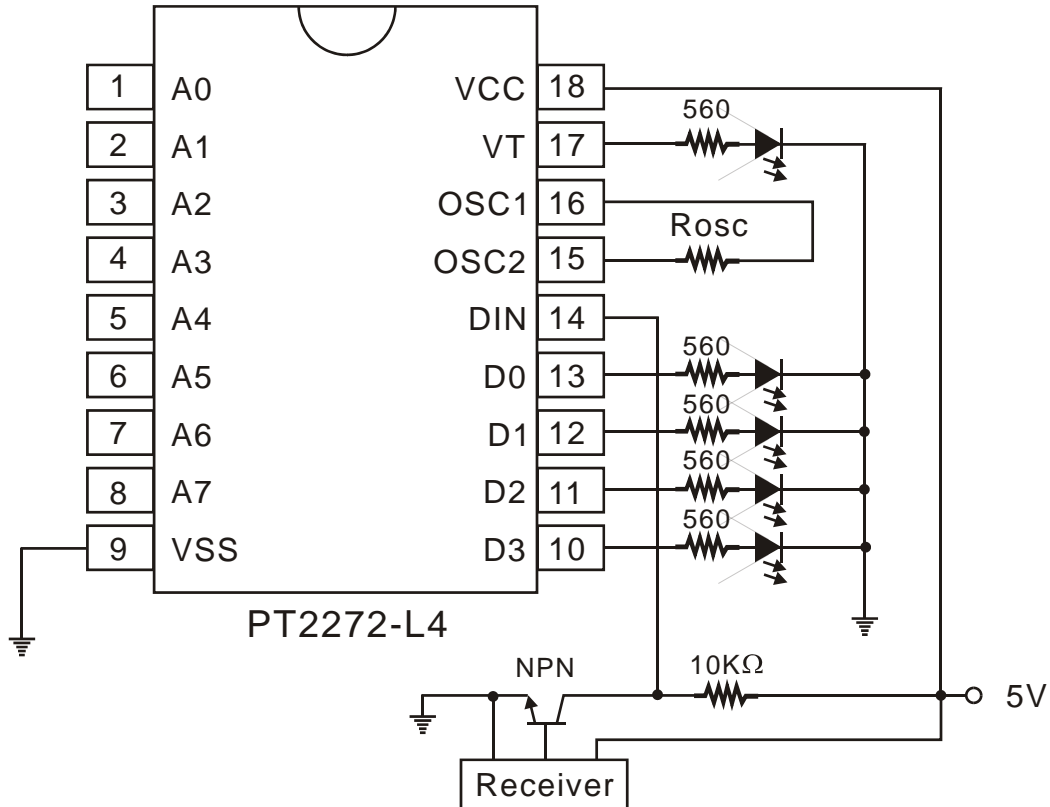 1 A0 VCC 18
560
2 A1 VT 17
3 A2 OSC1 16
Rosc
4 A3 OSC2 15
5 A4 DIN 14
560
6 A5 D0 13
560
7 A6 D1 12
560
8 A7 D2 11
560
9 VSS D3 10
PT2272-L4
NPN
10KΩ
5V
Receiver